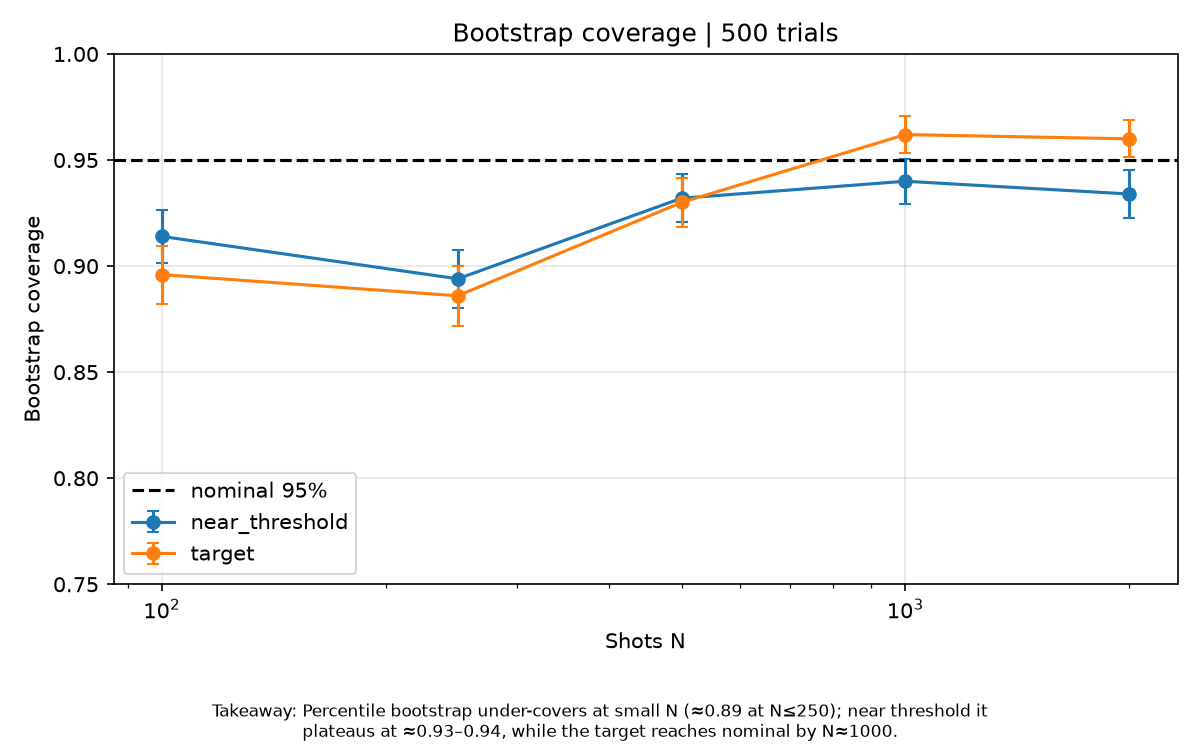 Bootstrap coverage | 500 trials
1.00
0.95
0.90
0.85
0.80
0.75
Bootstrap coverage
nominal 95%
near_threshold
target
10²
10³
Shots N
Takeaway: Percentile bootstrap under-covers at small N (≈0.89 at N≤250); near threshold it
plateaus at ≈0.93–0.94, while the target reaches nominal by N≈1000.